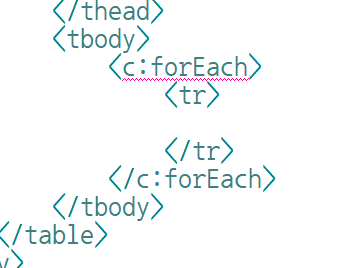 </thead>
<tbody>
<c:forEach>
<tr>
</tr>
</c:forEach>
</tbody>
</table>
y>